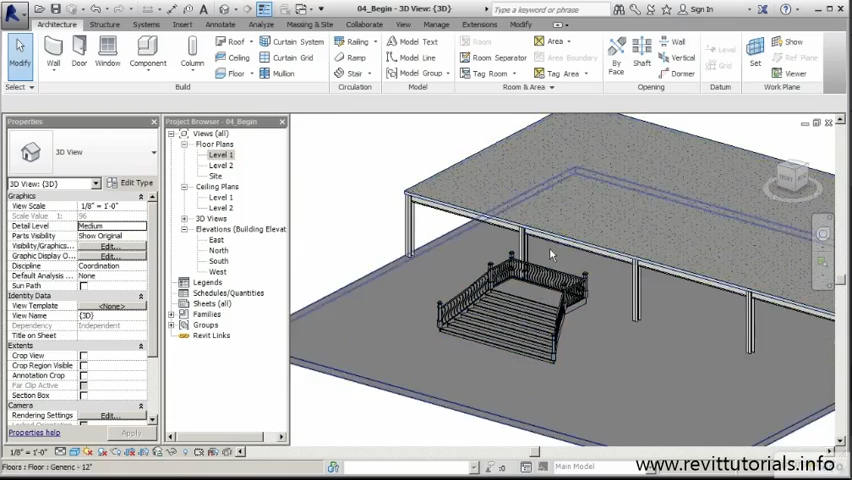 04_Begin - 3D View: {3D}
Type a keyword or phrase
Sign In
Architecture
Structure
Systems
Insert
Annotate
Analyze
Massing & Site
Collaborate
View
Manage
Extensions
Modify
Modify
Wall
Door
Window
Component
Column
Roof
Ceiling
Floor
Curtain System
Curtain Grid
Mullion
Railing
Ramp
Stair
Model Text
Model Line
Model Group
Room
Room Separator
Tag Room
Area
Area Boundary
Tag Area
By
Face
Shaft
Wall
Vertical
Dormer
Level
Grid
Set
Show
Ref Plane
Viewer
Select
Build
Circulation
Model
Room & Area
Opening
Datum
Work Plane
Properties
3D View
3D View: {3D}
Edit Type
Graphics
View Scale 1/8" = 1'-0"
Scale Value 1: 96
Detail Level Medium
Parts Visibility Show Original
Visibility/Graphics... Edit...
Graphic Display O... Edit...
Discipline Coordination
Default Analysis ... None
Sun Path
Identity Data
View Template <None>
View Name {3D}
Dependency Independent
Title on Sheet
Extents
Crop View
Crop Region Visible
Annotation Crop
Far Clip Active
Section Box
Camera
Rendering Settings Edit...
Properties help
Apply
Project Browser - 04_Begin
Views (all)
Floor Plans
Level 1
Level 2
Site
Ceiling Plans
Level 1
Level 2
3D Views
Elevations (Building Elevat
East
North
South
West
Legends
Schedules/Quantities
Sheets (all)
Families
Groups
Revit Links
1/8" = 1'-0"
Floors : Floor : Generic - 12"
:0
Main Model
www.revittutorials.info